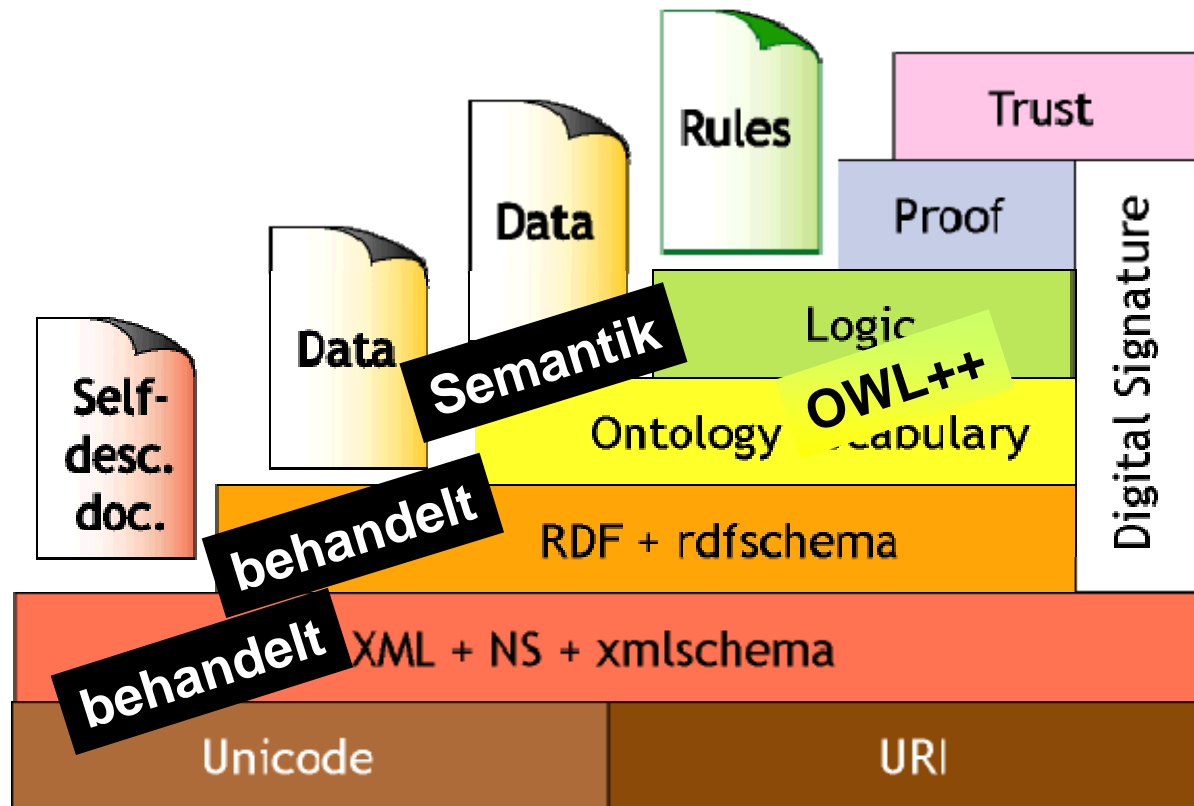 Trust
Rules
Proof
Data
Digital Signature
Logic
Semantik
Data
OWL++
Ontology
Self-
desc.
doc.
behandelt
RDF + rdfschema
behandelt
XML + NS + xmlschema
Unicode
URI